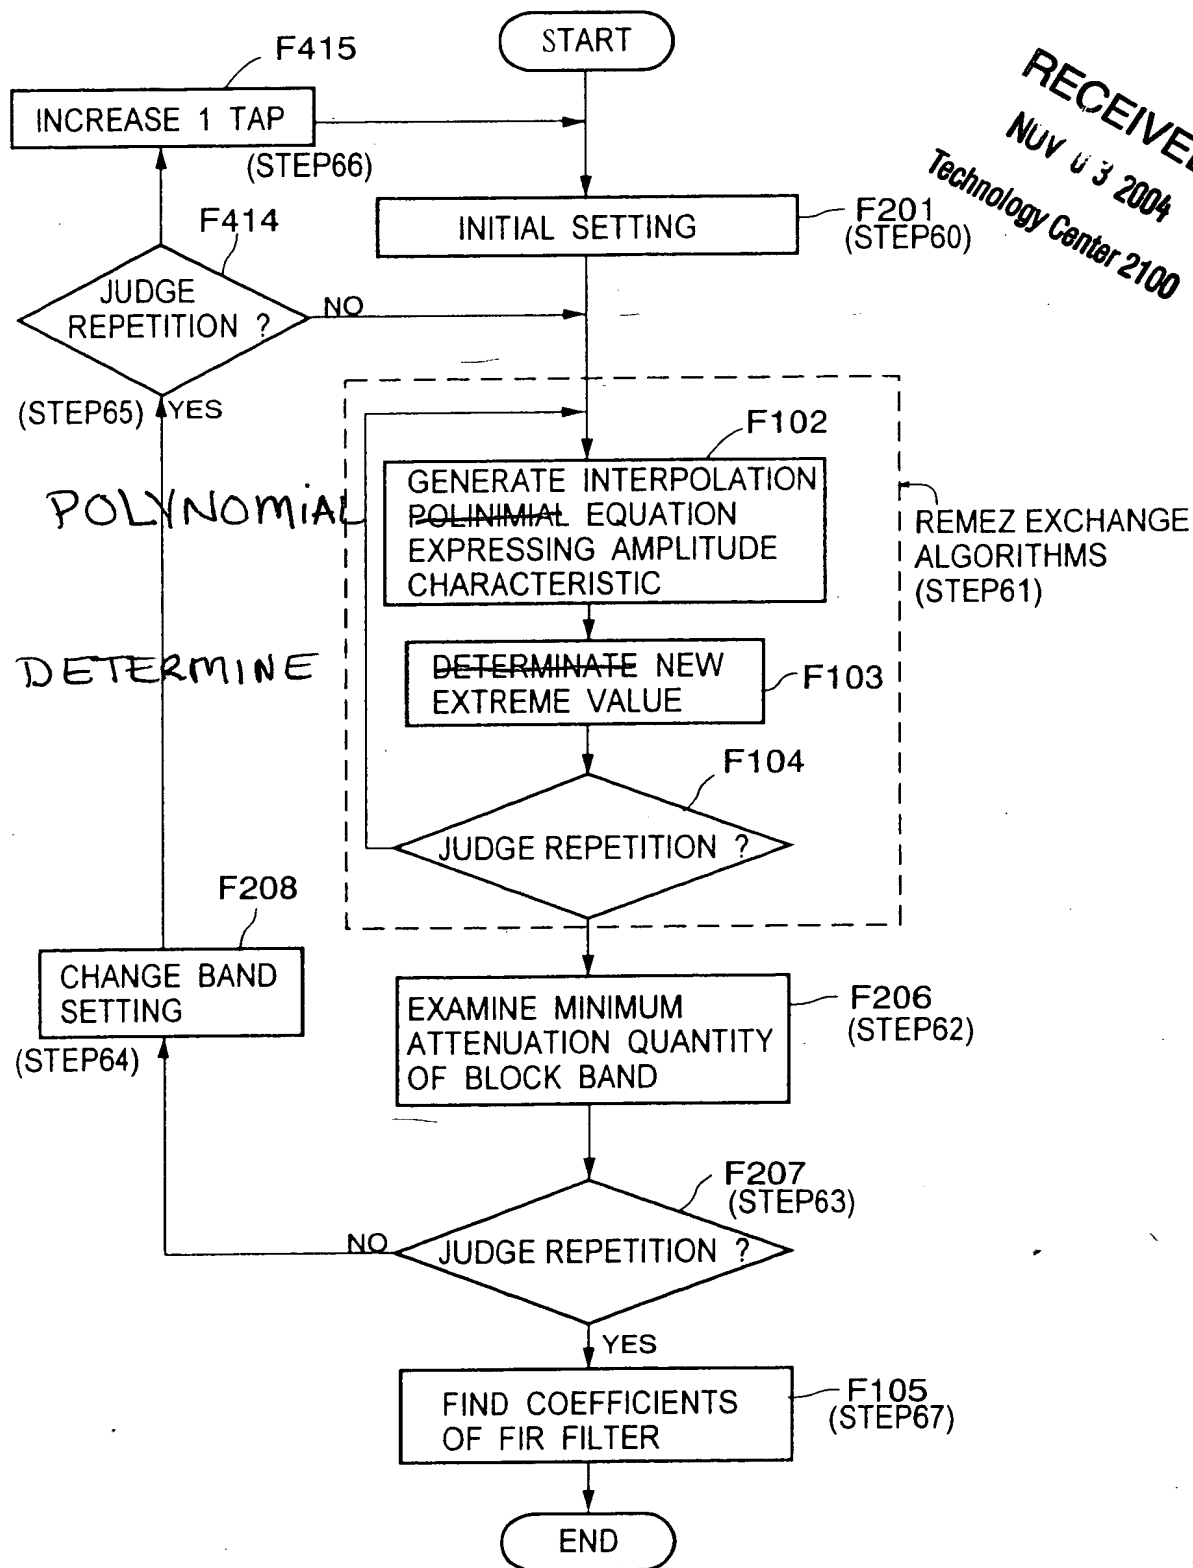 START
F415
INCREASE 1 TAP
(STEP66)
RECEIVED
NOV 03 2004
Technology Center 2100
F414
INITIAL SETTING
F201
(STEP60)
JUDGE
REPETITION ?
NO
(STEP65)
YES
F102
GENERATE INTERPOLATION
POLYNOMIAL
POLINIMIAL EQUATION
EXPRESSING AMPLITUDE
CHARACTERISTIC
REMEZ EXCHANGE
ALGORITHMS
(STEP61)
DETERMINE
DETERMINATE NEW
EXTREME VALUE
F103
F104
JUDGE REPETITION ?
F208
CHANGE BAND
SETTING
(STEP64)
EXAMINE MINIMUM
ATTENUATION QUANTITY
OF BLOCK BAND
F206
(STEP62)
F207
(STEP63)
NO
JUDGE REPETITION ?
YES
FIND COEFFICIENTS
OF FIR FILTER
F105
(STEP67)
END